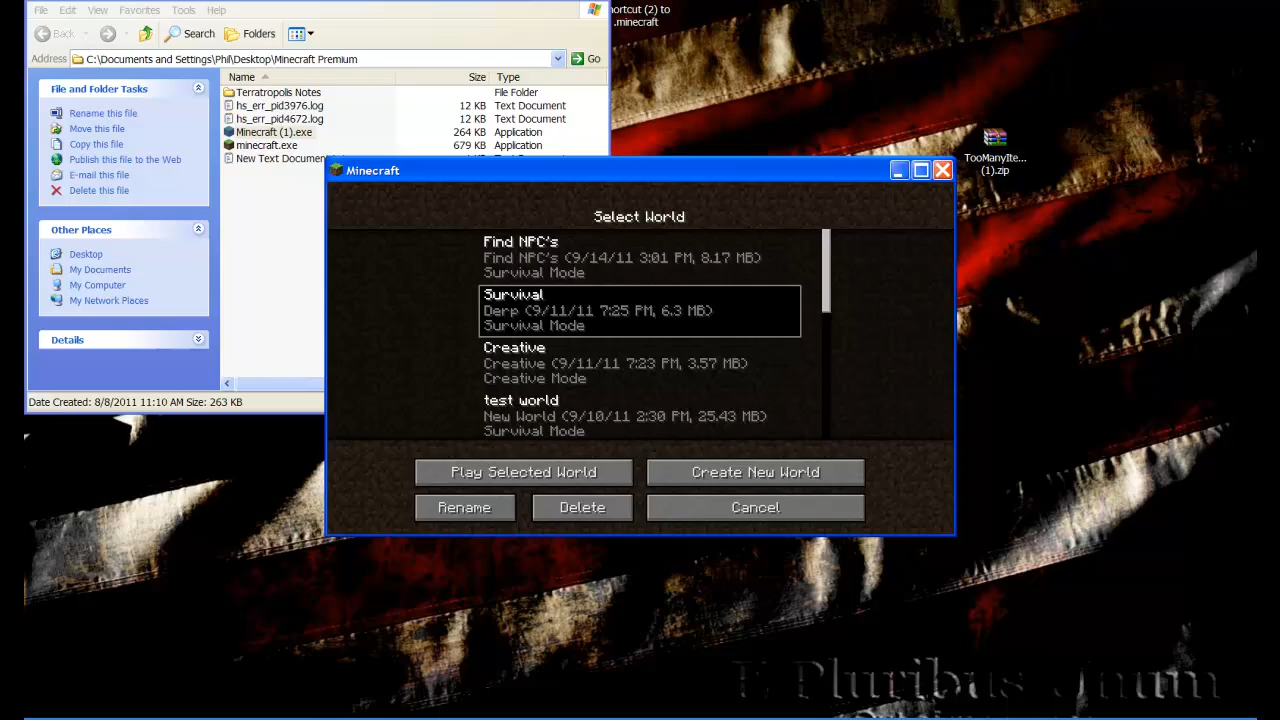 File Edit View Favorites Tools Help
Back Search Folders
Address C:\Documents and Settings\Phil\Desktop\Minecraft Premium Go
File and Folder Tasks
Rename this file
Move this file
Copy this file
Publish this file to the Web
E-mail this file
Delete this file
Other Places
Desktop
My Documents
My Computer
My Network Places
Details
Name Size Type
Terratropolis Notes File Folder
hs_err_pid3976.log 12 KB Text Document
hs_err_pid4672.log 12 KB Text Document
Minecraft (1).exe 264 KB Application
minecraft.exe 679 KB Application
New Text Document
Date Created: 8/8/2011 11:10 AM Size: 263 KB
ortcut (2) to
.minecraft
TooManyIte...
(1).zip
Minecraft
Select World
Find NPC's
Find NPC's (9/14/11 3:01 PM, 8.17 MB)
Survival Mode
Survival
Derp (9/11/11 7:25 PM, 6.3 MB)
Survival Mode
Creative
Creative (9/11/11 7:23 PM, 3.57 MB)
Creative Mode
test world
New World (9/10/11 2:30 PM, 25.43 MB)
Survival Mode
Play Selected World Create New World
Rename Delete Cancel
E Pluribus Unum